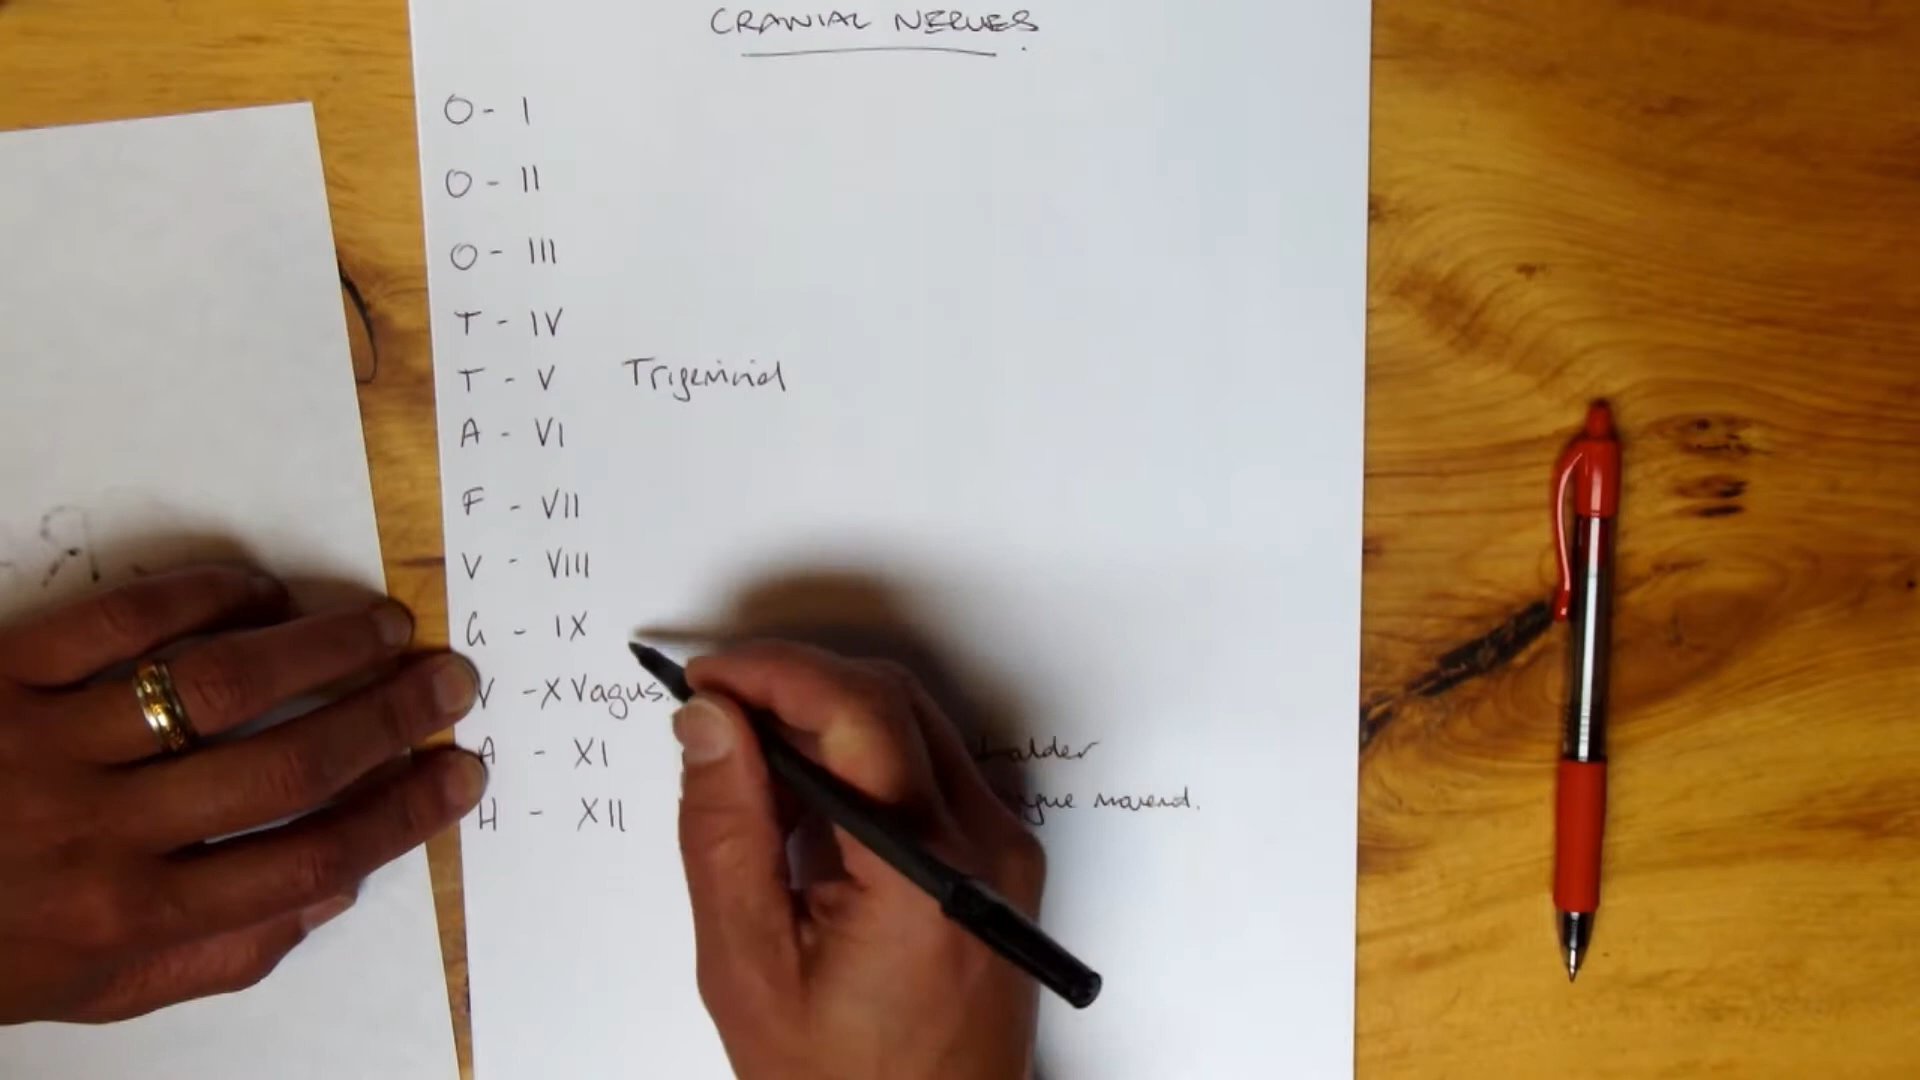 CRANIAL NERVES
O - I
O - II
O - III
T - IV
T - V Trigeminal
A - VI
F - VII
V - VIII
G - IX
V - X Vagus.
A - XI
H - XII